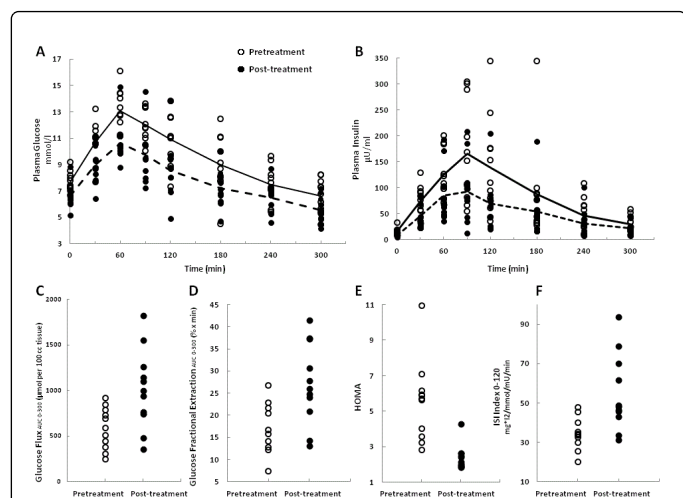 A
Pretreatment
Post-treatment
Plasma Glucose
mmol/l
17
15
13
11
9
7
5
3
0 60 120 180 240 300
Time (min)
B
Plasma Insulin
µU/ml
350
300
250
200
150
100
50
0
0 60 120 180 240 300
Time (min)
C
Glucose Flux AUC 0-300 (µmol per 100 cc tissue)
2000
1500
1000
500
0
Pretreatment Post-treatment
D
Glucose Fractional Extraction AUC 0-300 (% x min)
45
40
35
30
25
20
15
10
5
Pretreatment Post-treatment
E
HOMA
11
9
7
5
3
1
Pretreatment Post-treatment
F
ISI Index 0-120
mg*l2/mmol/mU/min
110
90
70
50
30
10
Pretreatment Post-treatment